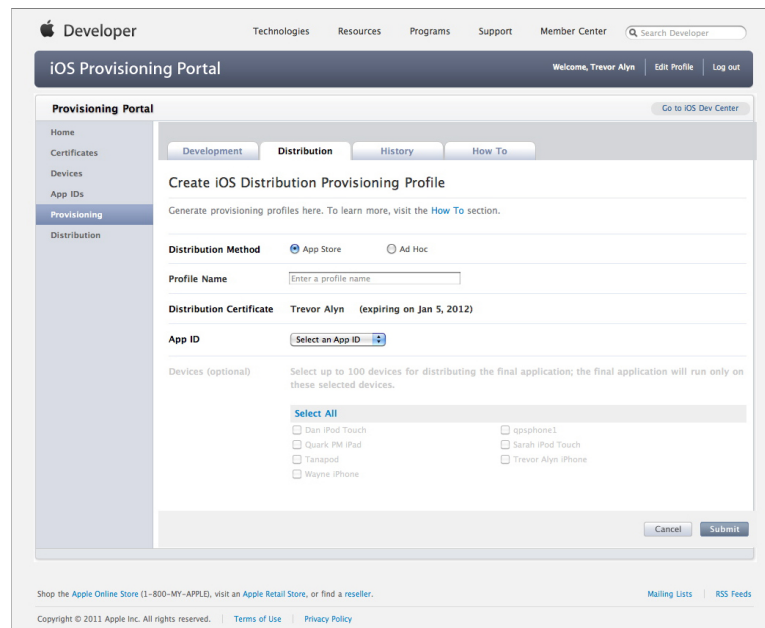 Developer Technologies Resources Programs Support Member Center Search Developer
iOS Provisioning Portal Welcome, Trevor Alyn Edit Profile Log out
Provisioning Portal Go to iOS Dev Center
Home
Certificates
Devices
App IDs
Provisioning
Distribution
Development Distribution History How To
Create iOS Distribution Provisioning Profile
Generate provisioning profiles here. To learn more, visit the How To section.
Distribution Method App Store Ad Hoc
Profile Name Enter a profile name
Distribution Certificate Trevor Alyn (expiring on Jan 5, 2012)
App ID Select an App ID
Devices (optional) Select up to 100 devices for distributing the final application; the final application will run only on
these selected devices.
Select All
Dan iPod Touch qpsphone1
Quark PM iPad Sarah iPod Touch
Tanapod Trevor Alyn iPhone
Wayne iPhone
Cancel Submit
Shop the Apple Online Store (1-800-MY-APPLE), visit an Apple Retail Store, or find a reseller. Mailing Lists RSS Feeds
Copyright © 2011 Apple Inc. All rights reserved. Terms of Use Privacy Policy